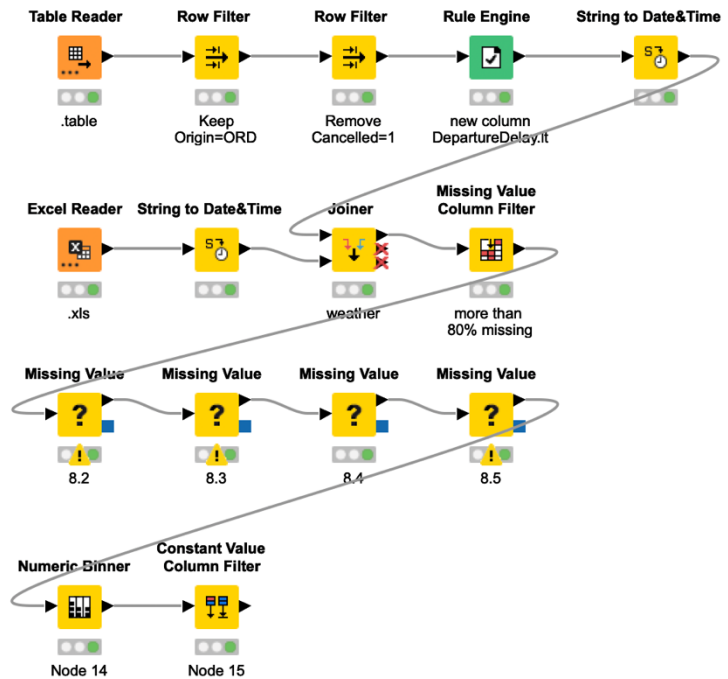 Table Reader
Row Filter
Row Filter
Rule Engine
String to Date&Time
S
.table
Keep
Origin=ORD
Remove
Cancelled=1
new column
DepartureDelay.it
Excel Reader
String to Date&Time
Joiner
Missing Value
Column Filter
X
S
.xls
weather
more than
80% missing
Missing Value
Missing Value
Missing Value
Missing Value
?
?
?
?
!
!
!
8.2
8.3
8.4
8.5
Numeric Binner
Constant Value
Column Filter
Node 14
Node 15